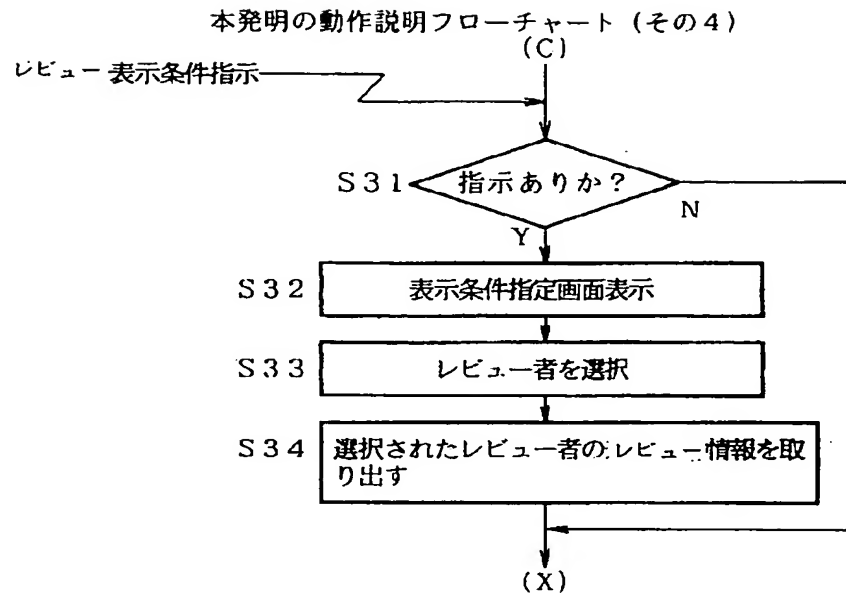 本発明の動作説明フローチャート（その４）
(C)
レビュー表示条件指示
Ｓ３１
指示ありか？
N
Y
Ｓ３２
表示条件指定画面表示
Ｓ３３
レビュー者を選択
Ｓ３４
選択されたレビュー者のレビュー情報を取
り出す
(X)